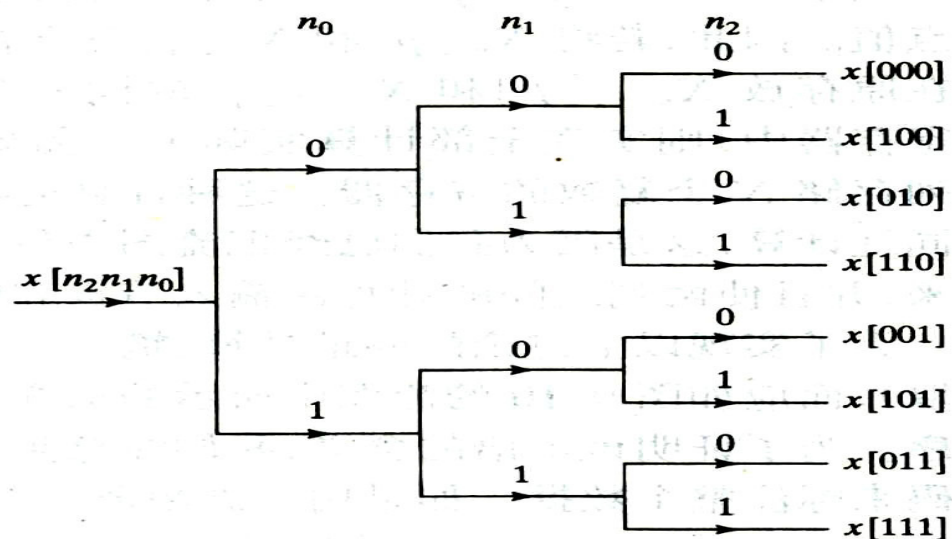 n₀ n₁ n₂
0 x[000]
0
1 x[100]
0
0 x[010]
1
1 x[110]
x [n₂n₁n₀]
0 x[001]
0
1 x[101]
1
0 x[011]
1
1 x[111]